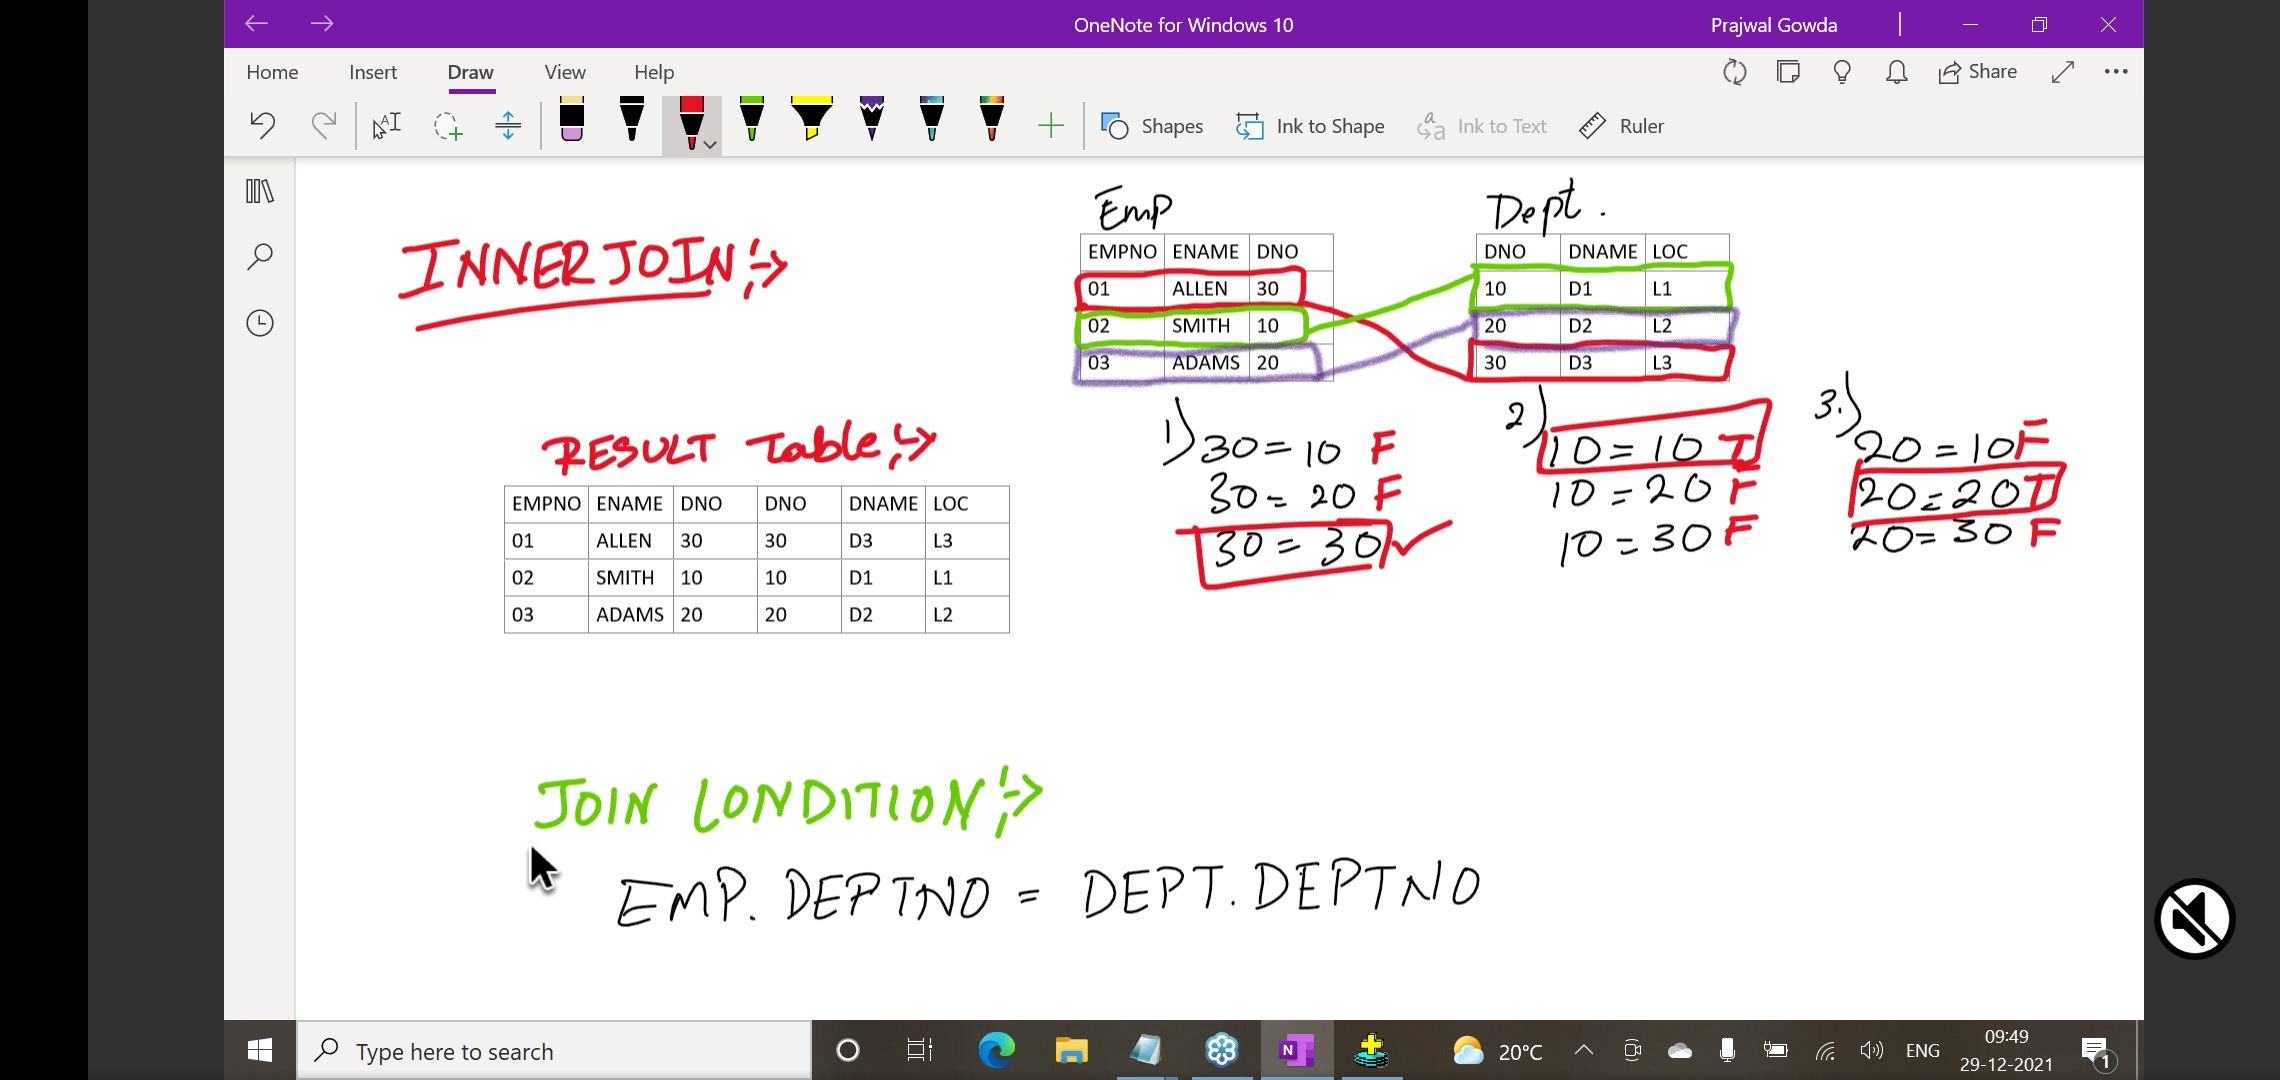 OneNote for Windows 10
Prajwal Gowda
Home Insert Draw View Help
Share
Shapes Ink to Shape Ink to Text Ruler
INNER JOIN :->
Emp
EMPNO ENAME DNO
01 ALLEN 30
02 SMITH 10
03 ADAMS 20
Dept.
DNO DNAME LOC
10 D1 L1
20 D2 L2
30 D3 L3
1) 30 = 10 F
30 = 20 F
30 = 30
2) 10 = 10 T
10 = 20 F
10 = 30 F
3.) 20 = 10 F
20 = 20 T
20 = 30 F
RESULT Table :->
EMPNO ENAME DNO DNO DNAME LOC
01 ALLEN 30 30 D3 L3
02 SMITH 10 10 D1 L1
03 ADAMS 20 20 D2 L2
JOIN CONDITION :->
EMP. DEPTNO = DEPT. DEPTNO
Type here to search
N
20°C
ENG
09:49
29-12-2021
1